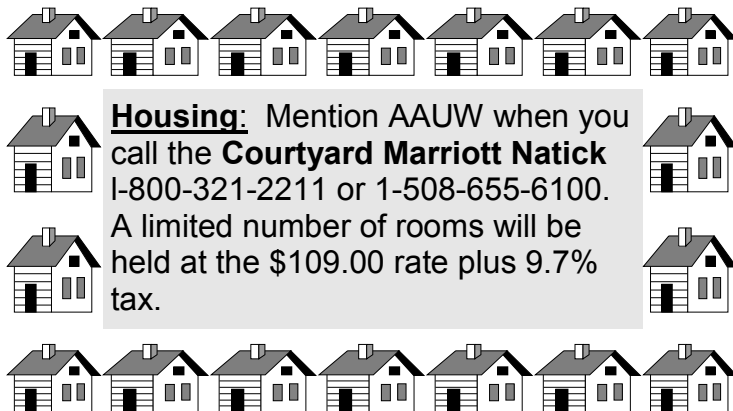 Housing: Mention AAUW when you
call the Courtyard Marriott Natick
l-800-321-2211 or 1-508-655-6100.
A limited number of rooms will be
held at the $109.00 rate plus 9.7%
tax.